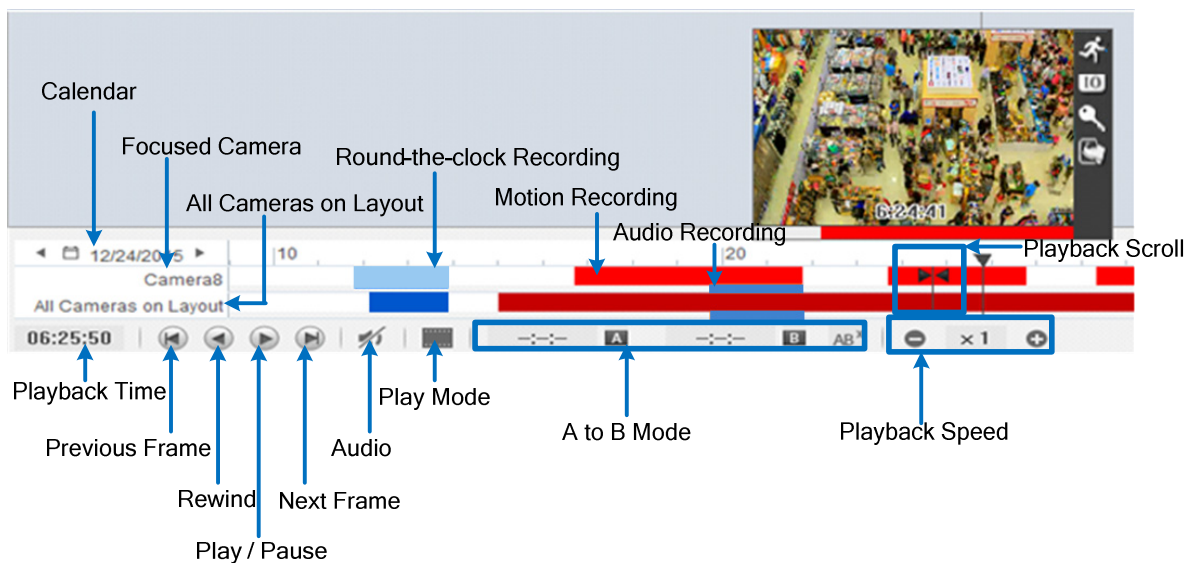 Calendar
Focused Camera
Round-the-clock Recording
All Cameras on Layout
Motion Recording
Audio Recording
IO
6:24:41
Playback Scroll
12/24/2015
10
20
Camera8
All Cameras on Layout
06:25:50
--:--:--
A
--:--:--
B
ABx
x 1
Playback Time
Play Mode
Previous Frame
Audio
A to B Mode
Playback Speed
Rewind
Next Frame
Play / Pause